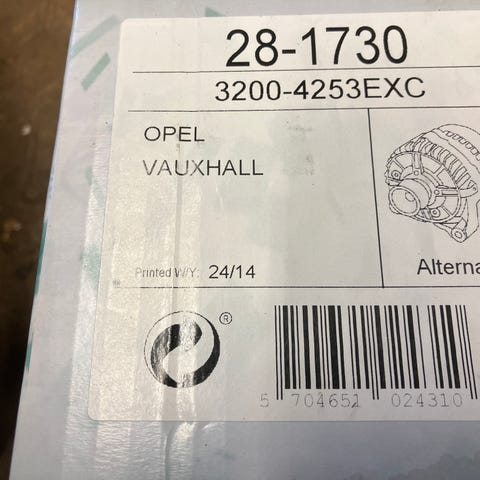 28-1730
3200-4253EXC
OPEL
VAUXHALL
Printed W/Y: 24/14
Alterna
®
5 704651 024310